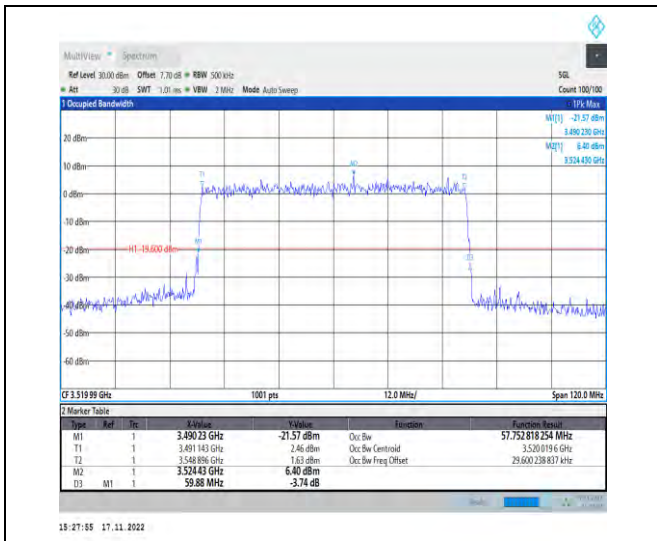 MultiView Spectrum
Ref Level 30.00 dBm Offset 7.70 dB RBW 500 kHz SGL
Att 30 dB SWT 1.01 ms VBW 2 MHz Mode Auto Sweep Count 100/100
1 Occupied Bandwidth 1Pk Max
M1[1] -21.57 dBm
3.490 230 GHz
M2[1] 6.40 dBm
3.524 430 GHz
20 dBm
10 dBm
T1 M2 T2
0 dBm
-10 dBm
M1
-20 dBm H1 -19.600 dBm
D3
-30 dBm
-40 dBm
-50 dBm
-60 dBm
CF 3.519 99 GHz 1001 pts 12.0 MHz/ Span 120.0 MHz
2 Marker Table
Type Ref Trc X-Value Y-Value Function Function Result
M1 1 3.490 23 GHz -21.57 dBm Occ Bw 57.752 818 254 MHz
T1 1 3.491 143 GHz 2.46 dBm Occ Bw Centroid 3.520 019 6 GHz
T2 1 3.548 896 GHz 1.63 dBm Occ Bw Freq Offset 29.600 238 837 kHz
M2 1 3.524 43 GHz 6.40 dBm
D3 M1 1 59.88 MHz -3.74 dB
15:27:55 17.11.2022